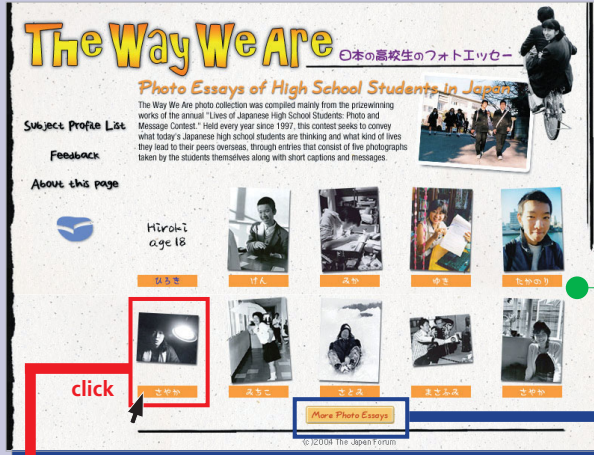 The Way We Are
日本の高校生のフォトエッセー
Photo Essays of High School Students in Japan
The Way We Are photo collection was compiled mainly from the prizewinning
works of the annual "Lives of Japanese High School Students: Photo and
Message Contest." Held every year since 1997, this contest seeks to convey
what today's Japanese high school students are thinking and what kind of lives
they lead to their peers overseas, through entries that consist of five photographs
taken by the students themselves along with short captions and messages.
Subject Profile List
Feedback
About this page
Hiroki
age 18
ひろき
けん
みか
ゆき
たかのり
click
さやか
みちこ
さとみ
まさふみ
さやか
More Photo Essays
(c)2004 The Japan Forum